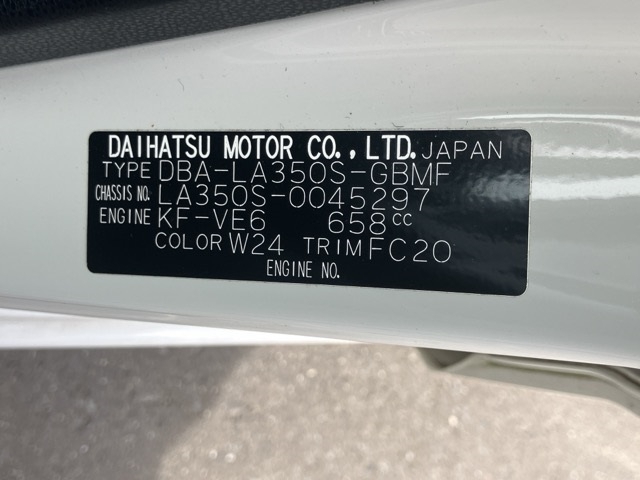 DAIHATSU MOTOR CO., LTD. JAPAN
TYPE DBA-LA350S-GBMF
CHASSIS NO. LA350S-0045297
ENGINE KF-VE6 658cc
COLOR W24 TRIM FC20
ENGINE NO.